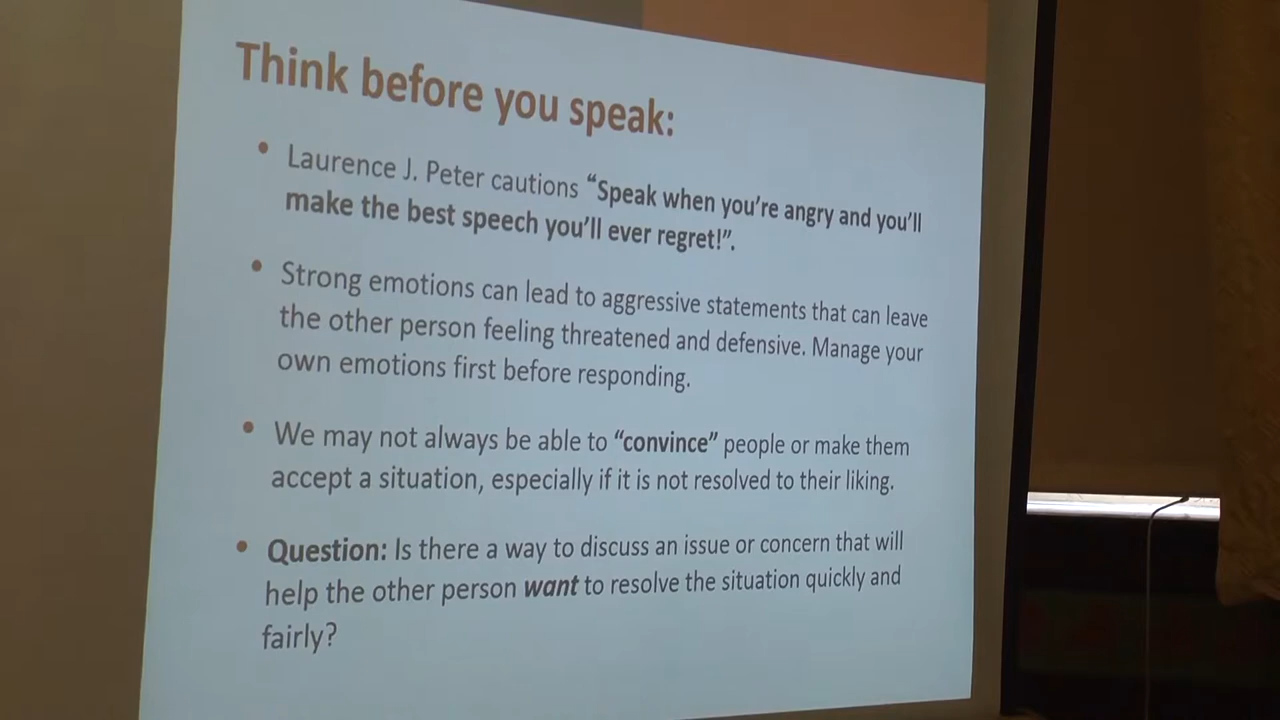 Think before you speak:
• Laurence J. Peter cautions “Speak when you’re angry and you’ll
make the best speech you’ll ever regret!”.
• Strong emotions can lead to aggressive statements that can leave
the other person feeling threatened and defensive. Manage your
own emotions first before responding.
• We may not always be able to “convince” people or make them
accept a situation, especially if it is not resolved to their liking.
• Question: Is there a way to discuss an issue or concern that will
help the other person want to resolve the situation quickly and
fairly?